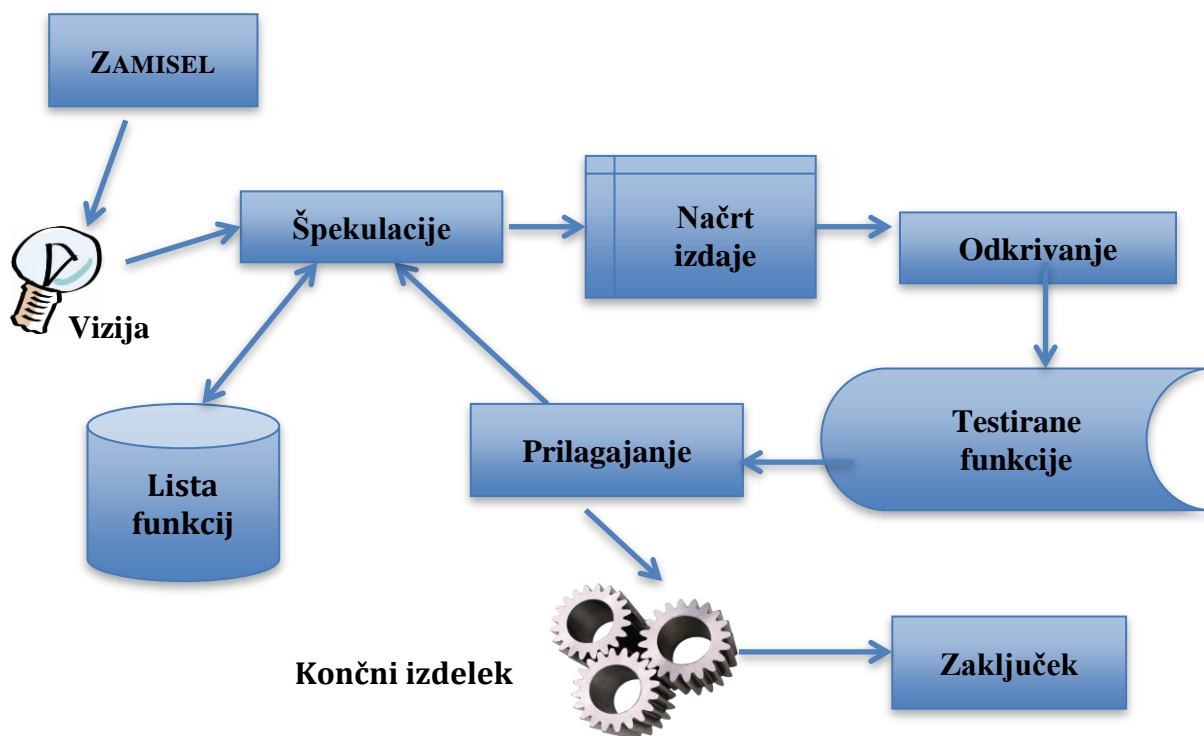 ZAMISEL
Špekulacije
Načrt
izdaje
Odkrivanje
Vizija
Testirane
funkcije
Prilagajanje
Lista
funkcij
Končni izdelek
Zaključek